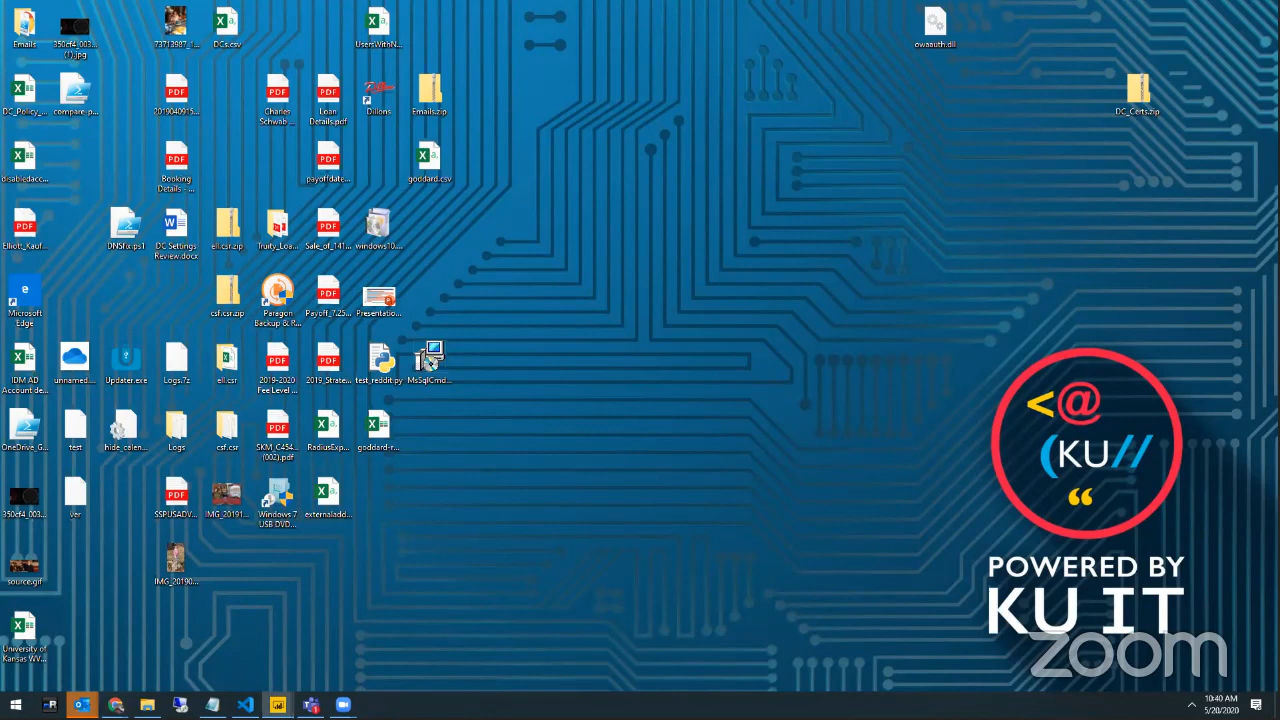 Emails
350cf4_003...
(1).jpg
73713987_1...
DCs.csv
UsersWithN...
owaauth.dll
DC_Policy_...
compare-p...
2019040915...
Charles
Schwab ...
Loan
Details.pdf
Dillons
Emails.zip
DC_Certs.zip
disabledacc...
Booking
Details - ...
payoffdate...
goddard.csv
Elliott_Kauf...
DNSfix.ps1
DC Settings
Review.docx
ell.csr.zip
Truity_Loa...
Sale_of_141...
windows10....
Microsoft
Edge
csf.csr.zip
Paragon
Backup & R...
Payoff_7.25...
Presentatio...
IDM AD
Account de...
unnamed....
Updater.exe
Logs.7z
ell.csr
2019-2020
Fee Level ...
2019_Strate...
test_reddit.py
MsSqlCmd...
OneDrive_G...
test
hide_calen...
Logs
csf.csr
SKM_C454...
(002).pdf
RadiusExp...
goddard-r...
350cf4_003...
ver
SSPUSADV...
IMG_20191...
Windows 7
USB DVD...
externaladd...
source.gif
IMG_20190...
University of
Kansas WV...
<@
(KU//
“
POWERED BY
KU IT
zoom
10:40 AM
5/20/2020